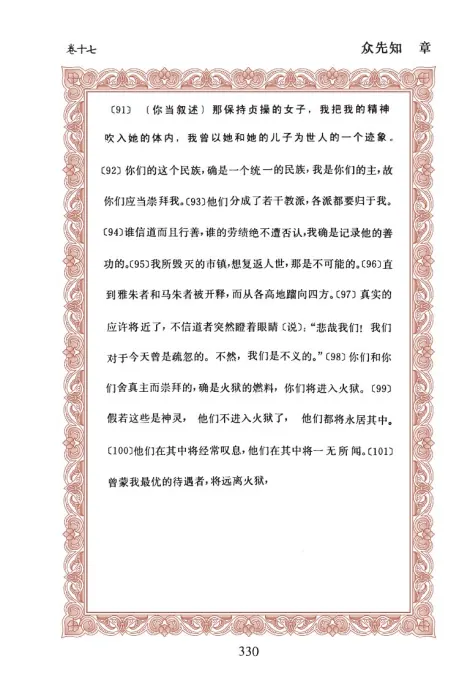 卷十七
众先知 章
〔91〕（你当叙述）那保持贞操的女子，我把我的精神
吹入她的体内，我曾以她和她的儿子为世人的一个迹象。
〔92〕你们的这个民族，确是一个统一的民族，我是你们的主，故
你们应当崇拜我。〔93〕他们分成了若干教派，各派都要归于我。
〔94〕谁信道而且行善，谁的劳绩绝不遭否认，我确是记录他的善
功的。〔95〕我所毁灭的市镇，想复返人世，那是不可能的。〔96〕直
到雅朱者和马朱者被开释，而从各高地蹓向四方。〔97〕真实的
应许将近了，不信道者突然瞪着眼睛〔说〕：“悲哉我们！我们
对于今天曾是疏忽的。不然，我们是不义的。”〔98〕你们和你
们舍真主而崇拜的，确是火狱的燃料，你们将进入火狱。〔99〕
假若这些是神灵，他们不进入火狱了，他们都将永居其中。
〔100〕他们在其中将经常叹息，他们在其中将一无所闻。〔101〕
曾蒙我最优的待遇者，将远离火狱，
330